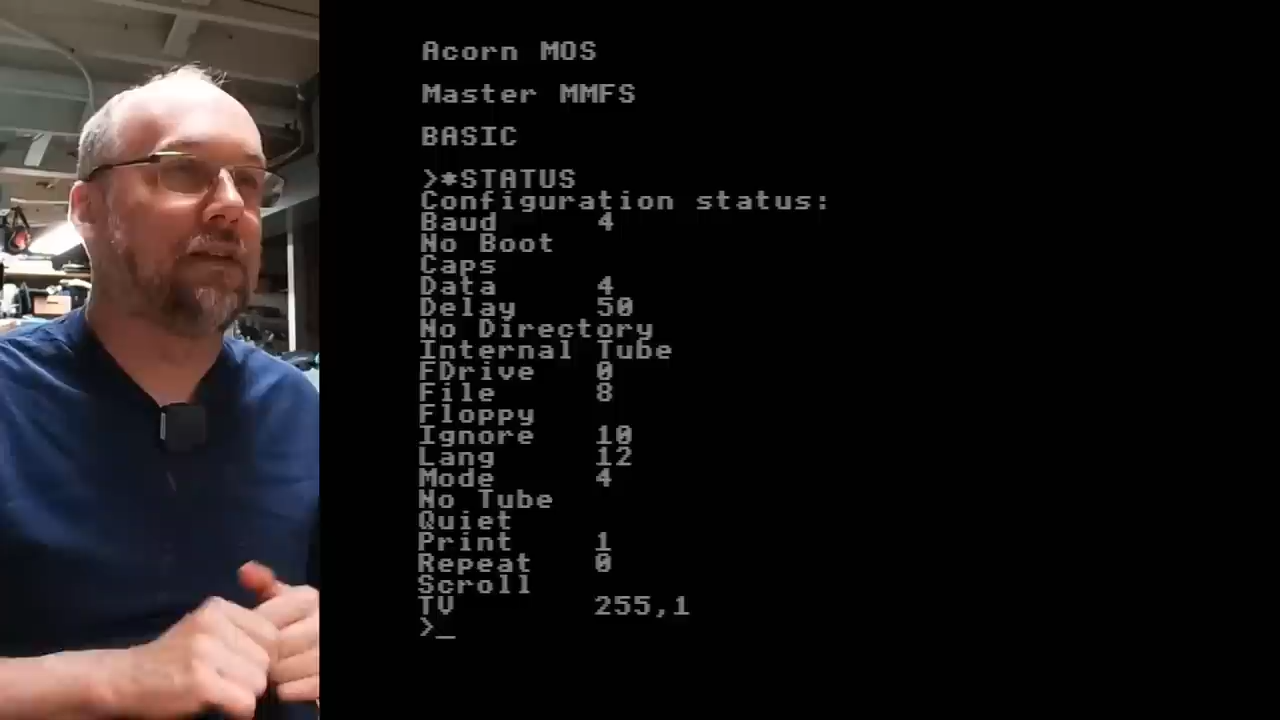 Acorn MOS
Master MMFS
BASIC
>*STATUS
Configuration status:
Baud 4
No Boot
Caps
Data 4
Delay 50
No Directory
Internal Tube
FDrive 0
File 8
Floppy
Ignore 10
Lang 12
Mode 4
No Tube
Quiet
Print 1
Repeat 0
Scroll
TV 255,1
>_